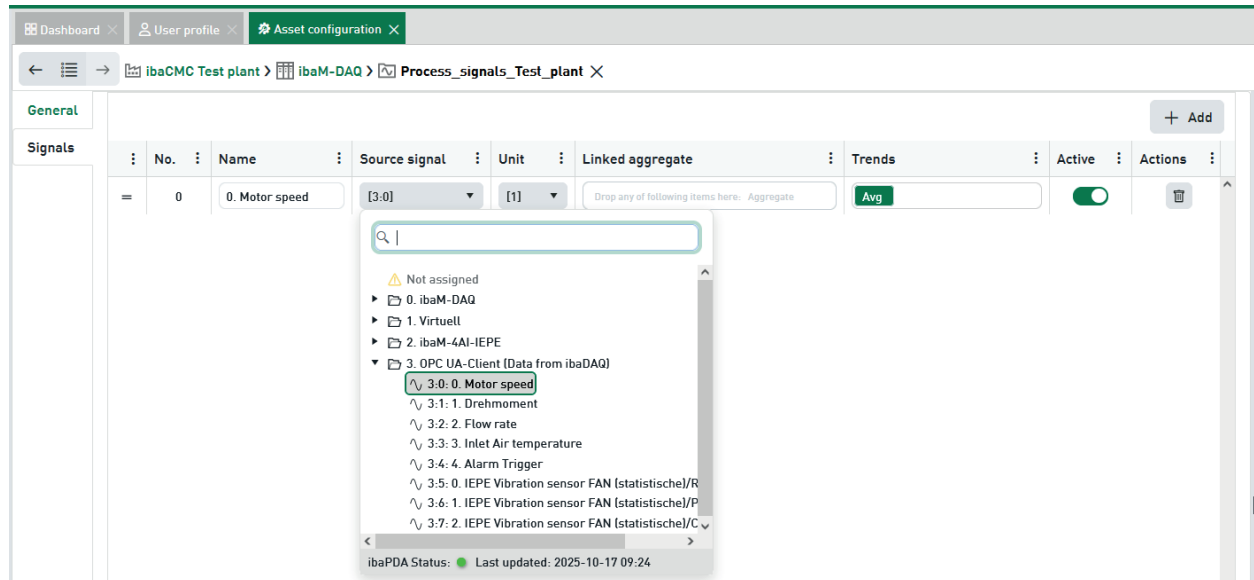 Dashboard User profile Asset configuration
ibaCMC Test plant ibaM-DAQ Process_signals_Test_plant
General
Add
Signals
No. Name Source signal Unit Linked aggregate Trends Active Actions
0 0. Motor speed [3:0] [1] Drop any of following items here: Aggregate Avg
Not assigned
0. ibaM-DAQ
1. Virtuell
2. ibaM-4AI-IEPE
3. OPC UA-Client (Data from ibaDAQ)
3:0: 0. Motor speed
3:1: 1. Drehmoment
3:2: 2. Flow rate
3:3: 3. Inlet Air temperature
3:4: 4. Alarm Trigger
3:5: 0. IEPE Vibration sensor FAN (statistische)/R
3:6: 1. IEPE Vibration sensor FAN (statistische)/P
3:7: 2. IEPE Vibration sensor FAN (statistische)/C
ibaPDA Status: Last updated: 2025-10-17 09:24